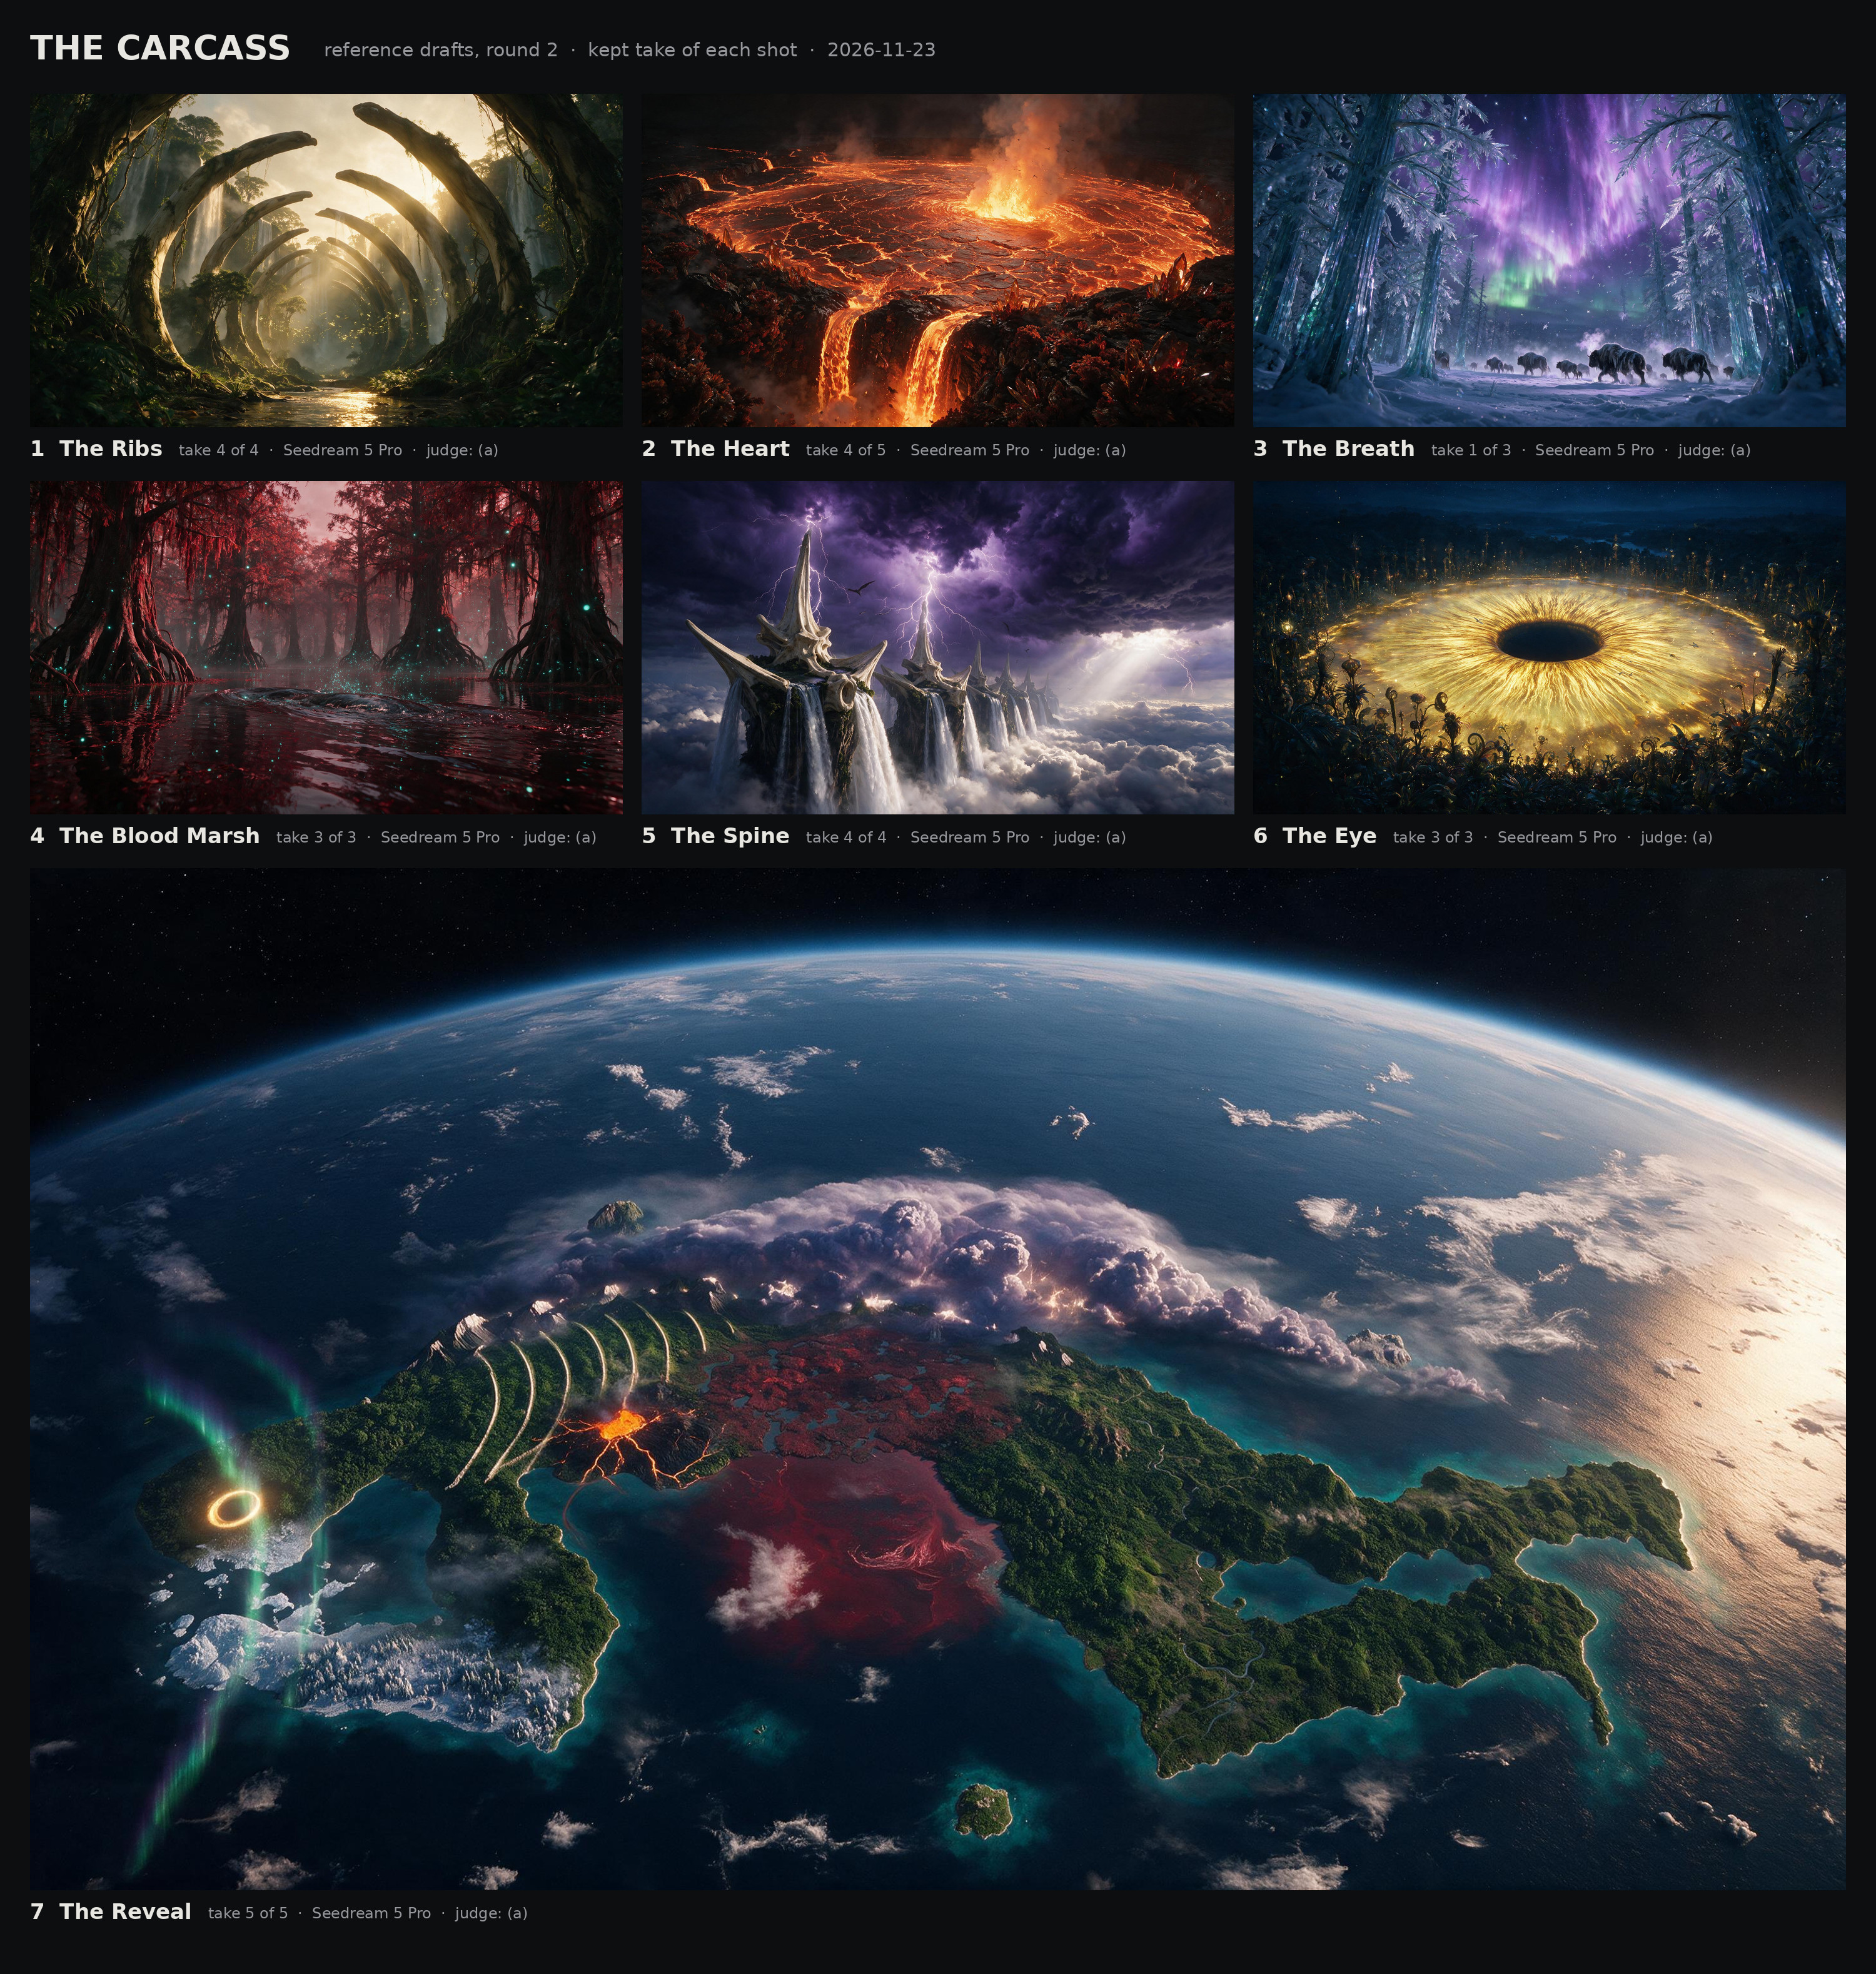 THE CARCASS reference drafts, round 2 · kept take of each shot · 2026-11-23
1 The Ribs take 4 of 4 · Seedream 5 Pro · judge: (a)
2 The Heart take 4 of 5 · Seedream 5 Pro · judge: (a)
3 The Breath take 1 of 3 · Seedream 5 Pro · judge: (a)
4 The Blood Marsh take 3 of 3 · Seedream 5 Pro · judge: (a)
5 The Spine take 4 of 4 · Seedream 5 Pro · judge: (a)
6 The Eye take 3 of 3 · Seedream 5 Pro · judge: (a)
7 The Reveal take 5 of 5 · Seedream 5 Pro · judge: (a)